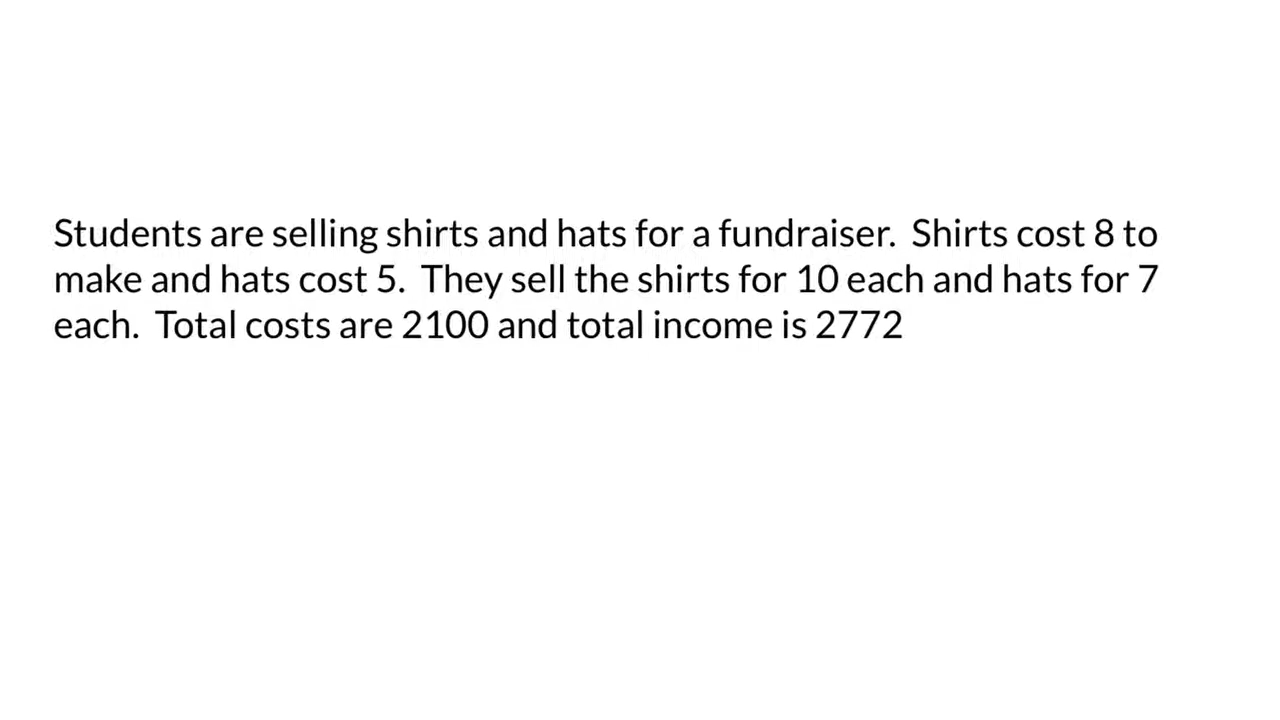 Students are selling shirts and hats for a fundraiser.  Shirts cost 8 to
make and hats cost 5.  They sell the shirts for 10 each and hats for 7
each.  Total costs are 2100 and total income is 2772